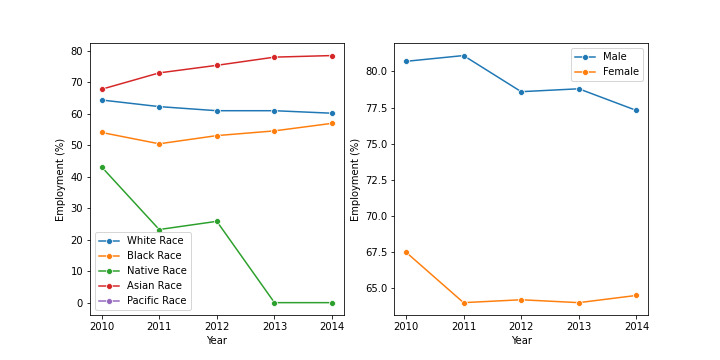 80
70
60
50
40
30
20
10
0
Employment (%)
White Race
Black Race
Native Race
Asian Race
Pacific Race
2010 2011 2012 2013 2014
Year
80.0
77.5
75.0
72.5
70.0
67.5
65.0
Employment (%)
Male
Female
2010 2011 2012 2013 2014
Year